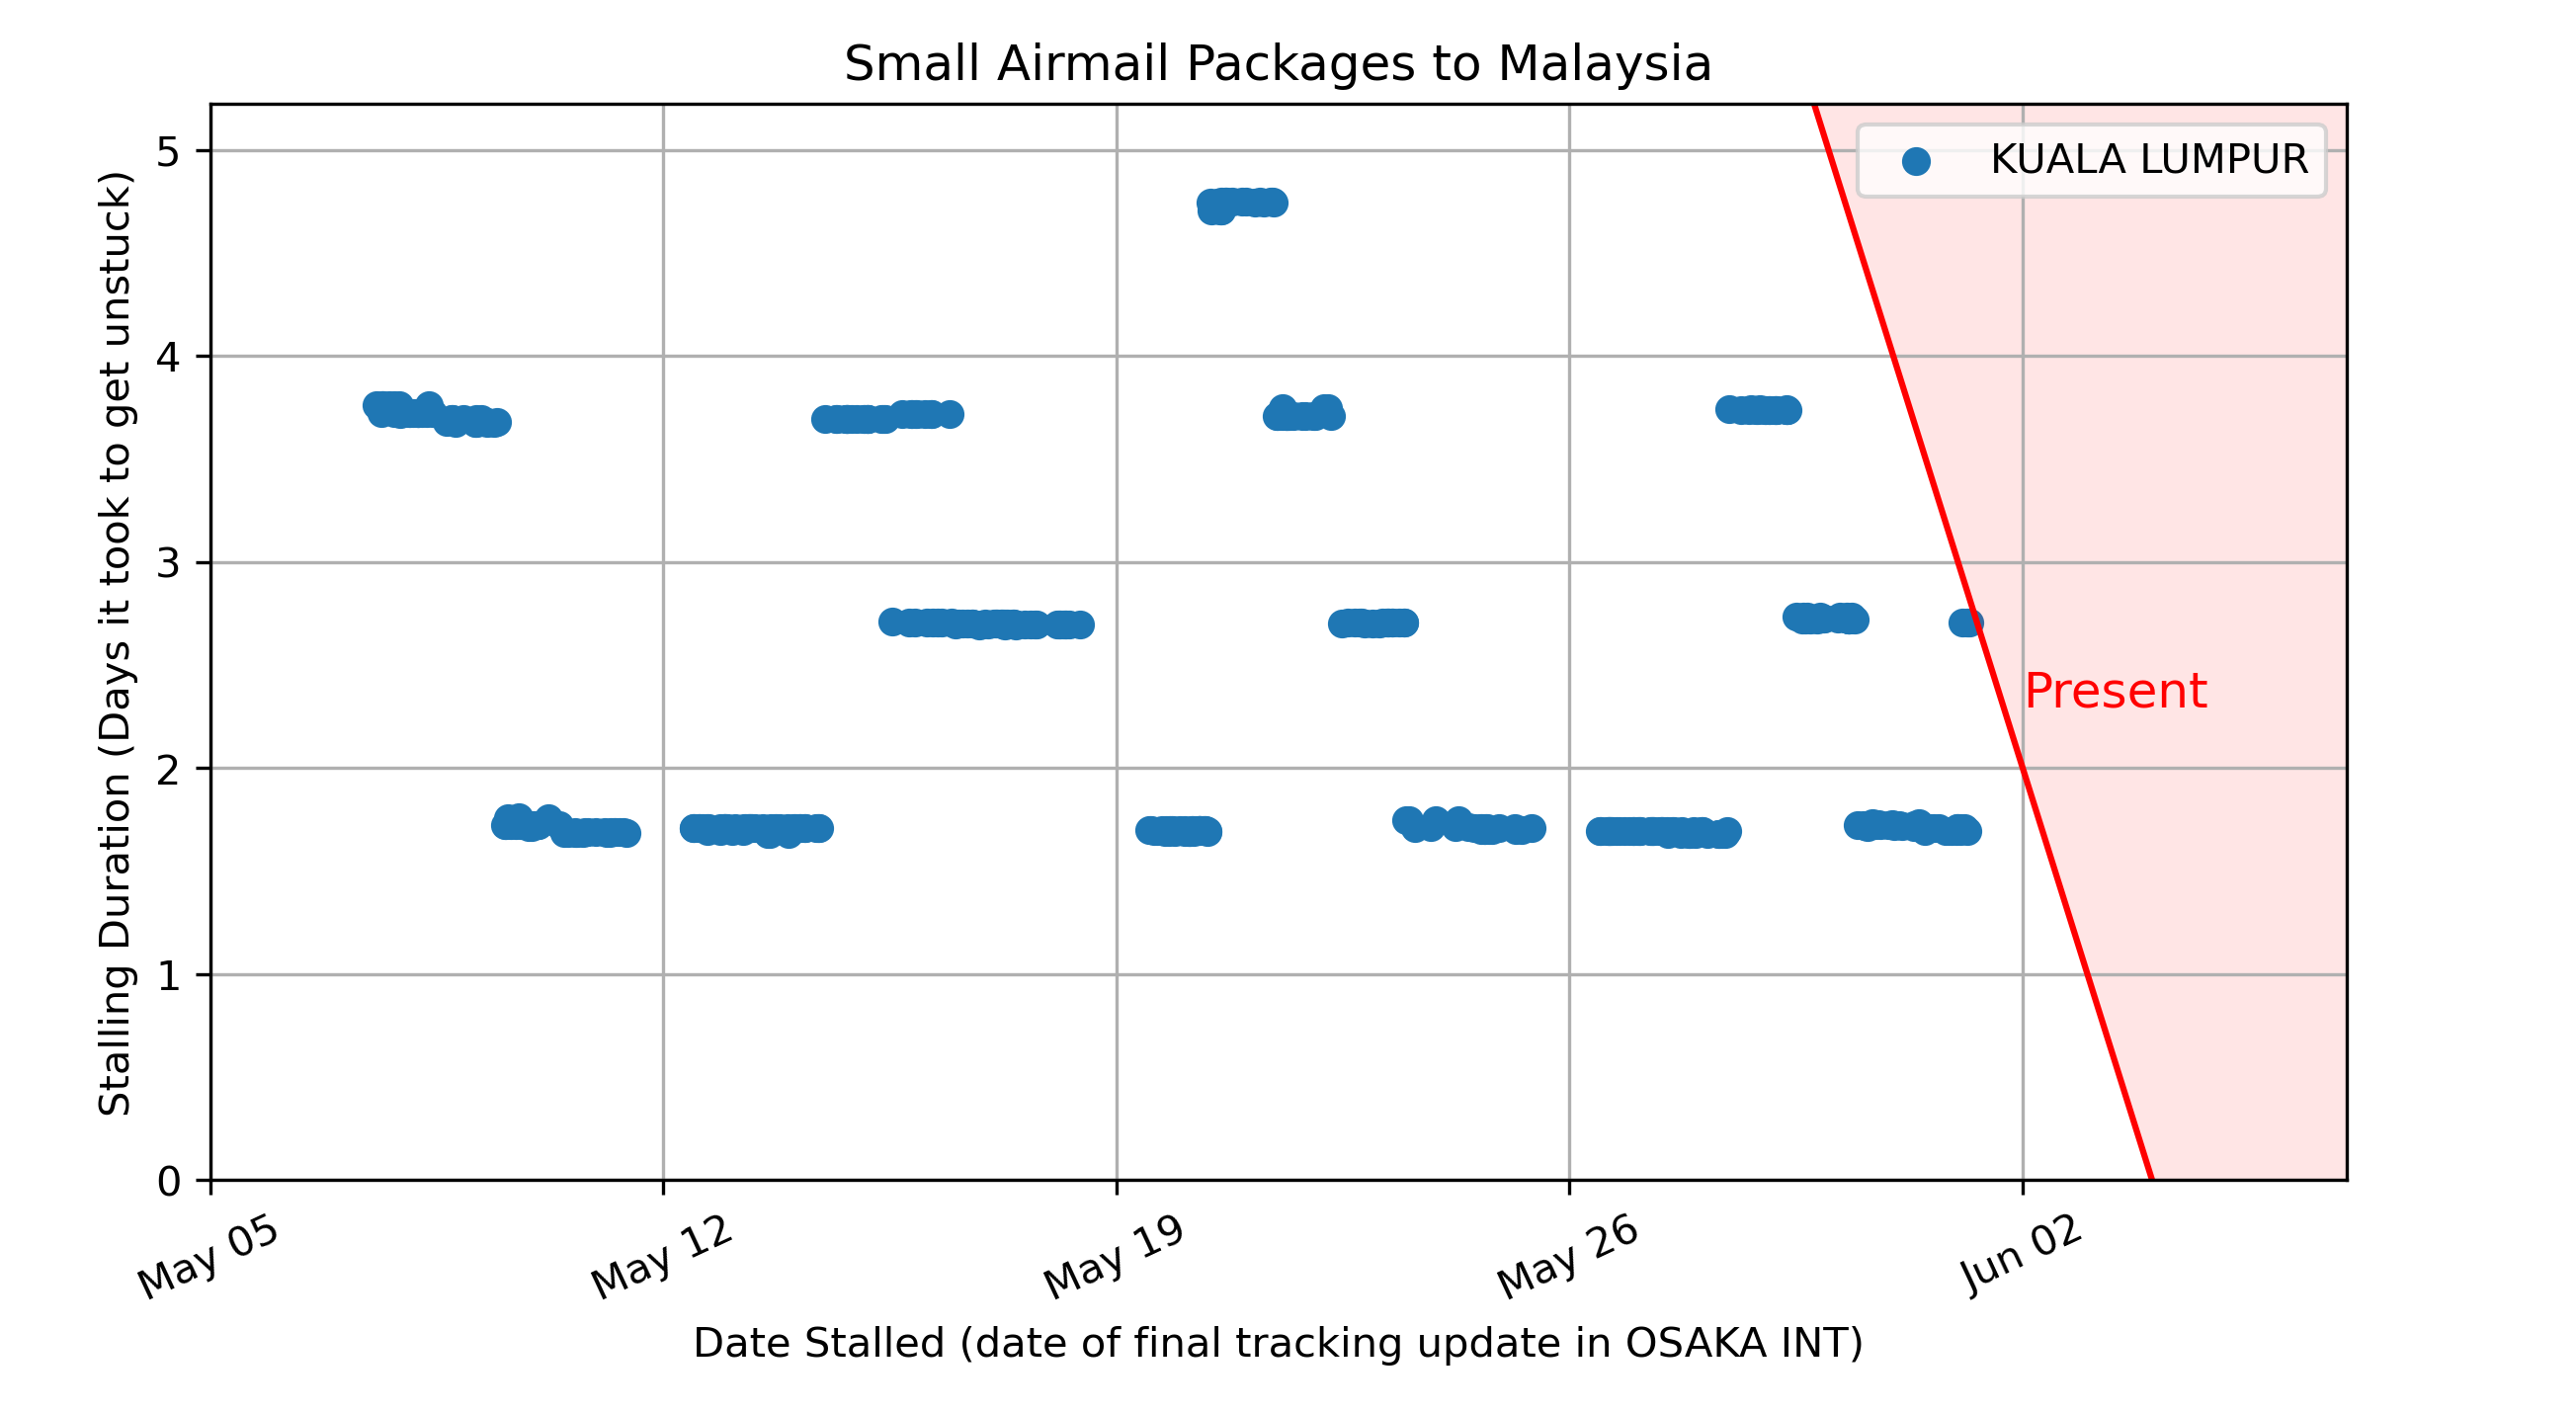 Small Airmail Packages to Malaysia
KUALA LUMPUR
Present
Stalling Duration (Days it took to get unstuck)
5
4
3
2
1
0
May 05
May 12
May 19
May 26
Jun 02
Date Stalled (date of final tracking update in OSAKA INT)